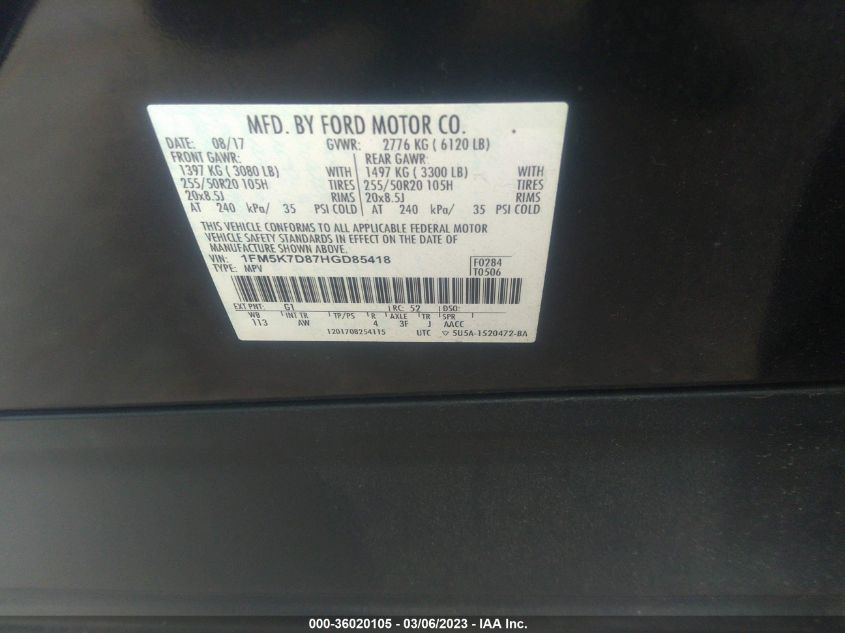 MFD. BY FORD MOTOR CO.
DATE: 08/17 GVWR: 2776 KG ( 6120 LB)
FRONT GAWR: REAR GAWR:
1397 KG ( 3080 LB) WITH 1497 KG ( 3300 LB) WITH
255/50R20 105H TIRES 255/50R20 105H TIRES
20x8.5J RIMS 20x8.5J RIMS
AT 240 kPa/ 35 PSI COLD AT 240 kPa/ 35 PSI COLD
THIS VEHICLE CONFORMS TO ALL APPLICABLE FEDERAL MOTOR
VEHICLE SAFETY STANDARDS IN EFFECT ON THE DATE OF
MANUFACTURE SHOWN ABOVE.
VIN: 1FM5K7D87HGD85418 F0284
TYPE: MPV T0506
EXT PNT: G1 RC: 52 DSO:
WB INT TR TP/PS R AXLE TR SPR
113 AW 4 3F J AACC
1201708254115 UTC ▽ 5U5A-1520472-BA
000-36020105 - 03/06/2023 - IAA Inc.